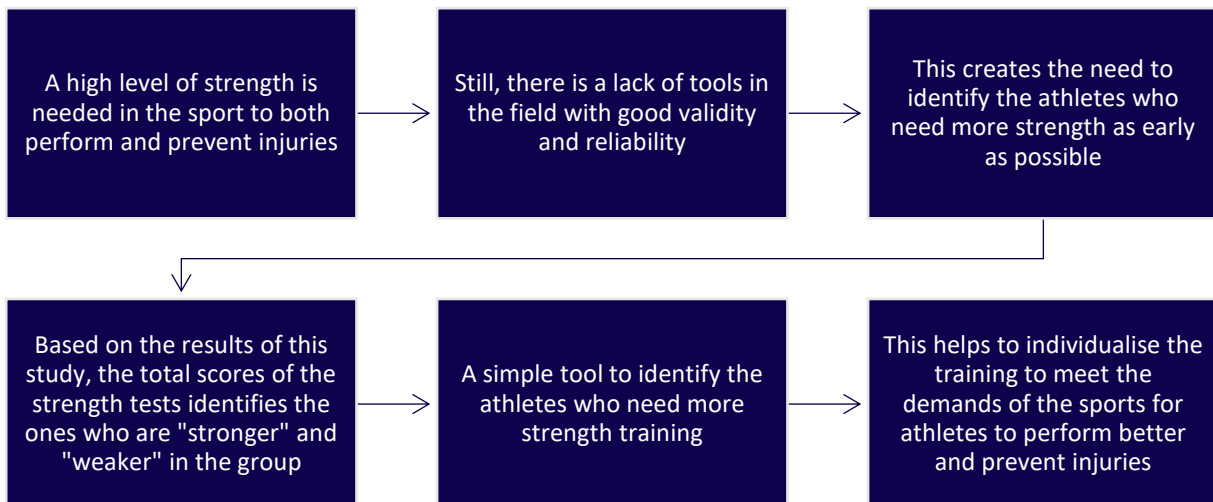 A high level of strength is
needed in the sport to both
perform and prevent injuries
Still, there is a lack of tools in
the field with good validity
and reliability
This creates the need to
identify the athletes who
need more strength as early
as possible
Based on the results of this
study, the total scores of the
strength tests identifies the
ones who are "stronger" and
"weaker" in the group
A simple tool to identify the
athletes who need more
strength training
This helps to individualise the
training to meet the
demands of the sports for
athletes to perform better
and prevent injuries